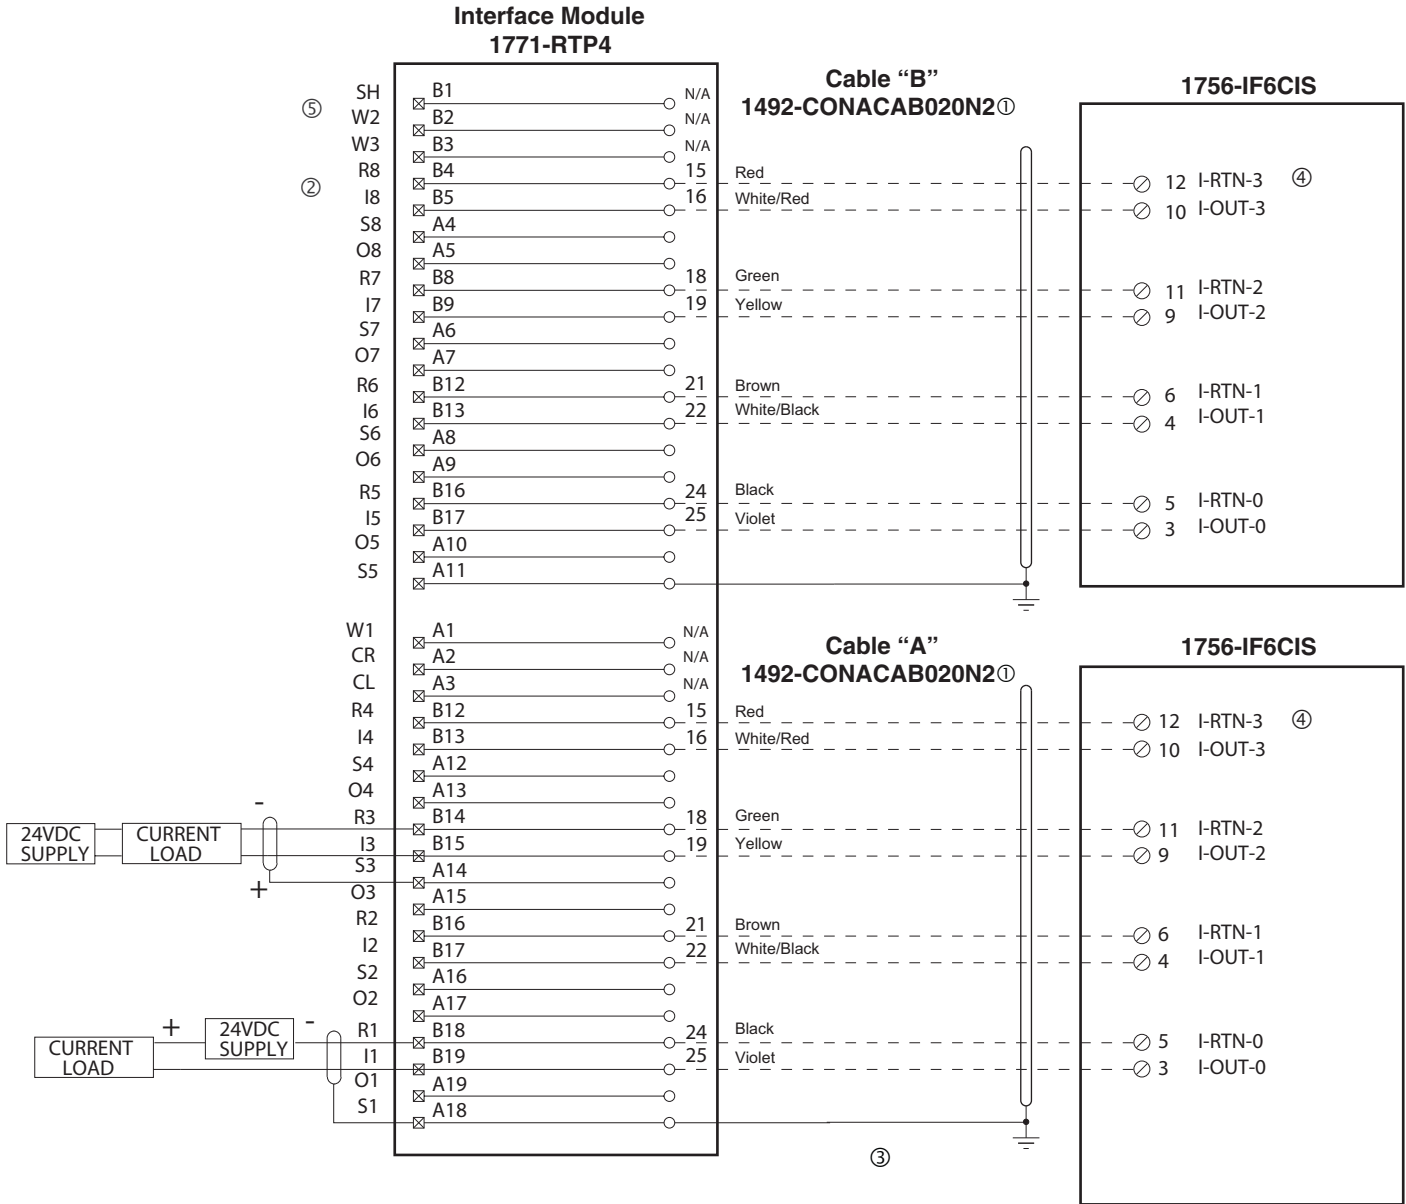 Interface Module
1771-RTP4
Cable “B”
1492-CONACAB020N2①
1756-IF6CIS
⑤
②
SH B1 N/A
W2 B2 N/A
W3 B3 N/A
R8 B4 15 Red 12 I-RTN-3 ④
I8 B5 16 White/Red 10 I-OUT-3
S8 A4
O8 A5
R7 B8 18 Green 11 I-RTN-2
I7 B9 19 Yellow 9 I-OUT-2
S7 A6
O7 A7
R6 B12 21 Brown 6 I-RTN-1
I6 B13 22 White/Black 4 I-OUT-1
S6 A8
O6 A9
R5 B16 24 Black 5 I-RTN-0
I5 B17 25 Violet 3 I-OUT-0
O5 A10
S5 A11
Cable “A”
1492-CONACAB020N2①
1756-IF6CIS
W1 A1 N/A
CR A2 N/A
CL A3 N/A
R4 B12 15 Red 12 I-RTN-3 ④
I4 B13 16 White/Red 10 I-OUT-3
S4 A12
O4 A13
-
24VDC
SUPPLY
CURRENT
LOAD
+
R3 B14 18 Green 11 I-RTN-2
I3 B15 19 Yellow 9 I-OUT-2
S3 A14
O3 A15
R2 B16 21 Brown 6 I-RTN-1
I2 B17 22 White/Black 4 I-OUT-1
S2 A16
O2 A17
CURRENT
LOAD
+
24VDC
SUPPLY
-
R1 B18 24 Black 5 I-RTN-0
I1 B19 25 Violet 3 I-OUT-0
O1 A19
S1 A18
③